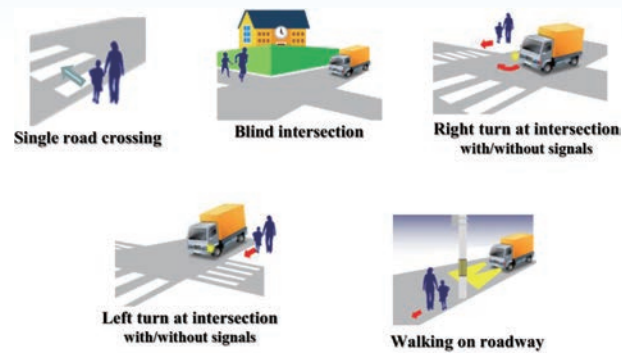 Single road crossing
Blind intersection
Right turn at intersection
with/without signals
Left turn at intersection
with/without signals
Walking on roadway